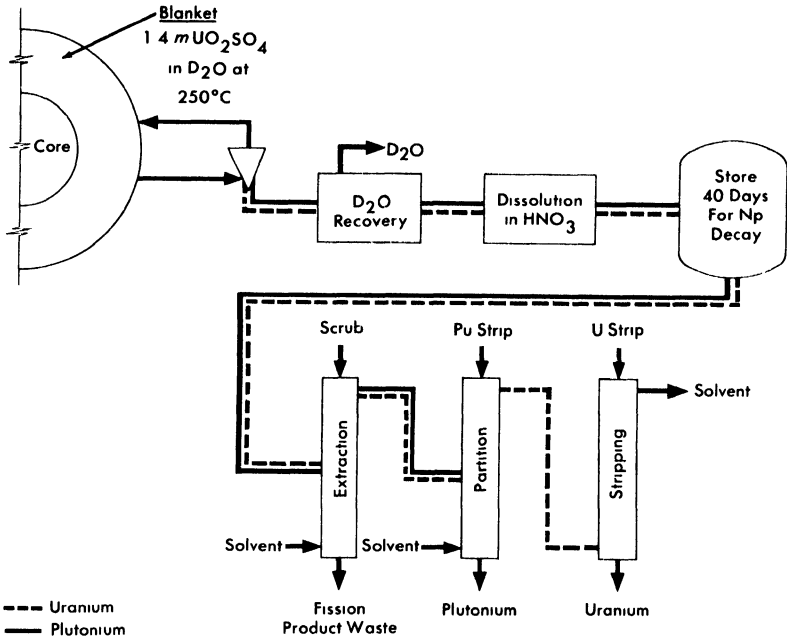 Blanket
1 4 m UO2SO4
in D2O at
250°C
Core
D2O
D2O
Recovery
Dissolution
in HNO3
Store
40 Days
For Np
Decay
Scrub
Pu Strip
U Strip
Solvent
Extraction
Partition
Stripping
Solvent
Solvent
Fission
Product Waste
Plutonium
Uranium
Uranium
Plutonium